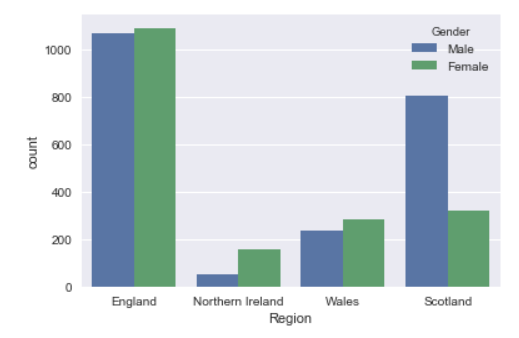 Gender
Male
Female
1000
800
600
400
200
0
count
England Northern Ireland Wales Scotland
Region